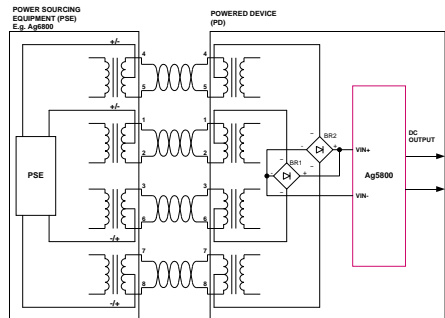 POWER SOURCING
EQUIPMENT (PSE)
E.g. Ag6800
POWERED DEVICE
(PD)
+/-
4
4
5
5
+/-
1
1
2
2
PSE
3
3
6
6
-/+
7
7
8
8
-/+
~
~
BR2
-
+
~
~
BR1
-
+
VIN+
VIN-
Ag5800
DC
OUTPUT